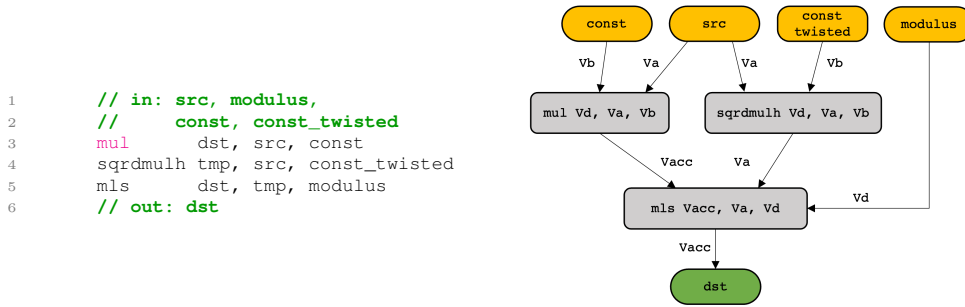 1 // in: src, modulus,
2 // const, const_twisted
3 mul dst, src, const
4 sqrdmulh tmp, src, const_twisted
5 mls dst, tmp, modulus
6 // out: dst
const
src
const
twisted
modulus
Vb
Va
Va
Vb
mul Vd, Va, Vb
sqrdmulh Vd, Va, Vb
Vacc
Va
Vd
mls Vacc, Va, Vd
Vacc
dst